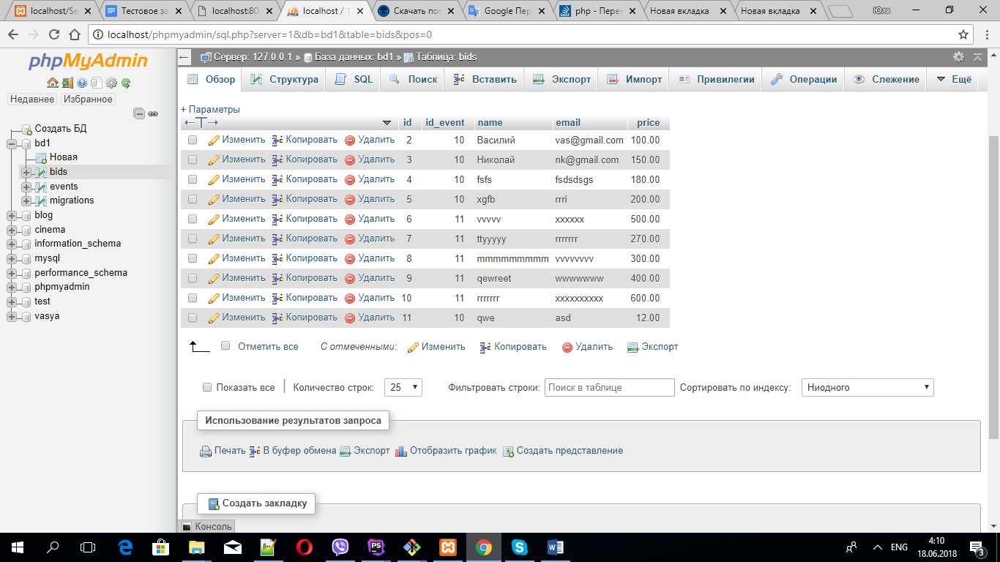 localhost/Se
Тестовое за
localhost:80
localhost / 1
Скачать пог
Google Пер
php - Перен
Новая вкладка
Новая вкладка
Юля
localhost/phpmyadmin/sql.php?server=1&db=bd1&table=bids&pos=0
phpMyAdmin
Недавнее Избранное
Создать БД
bd1
Новая
bids
events
migrations
blog
cinema
information_schema
mysql
performance_schema
phpmyadmin
test
vasya
Сервер: 127.0.0.1 » База данных: bd1 » Таблица: bids
Обзор Структура SQL Поиск Вставить Экспорт Импорт Привилегии Операции Слежение Ещё
+ Параметры
←T→ id id_event name email price
Изменить Копировать Удалить 2 10 Василий vas@gmail.com 100.00
Изменить Копировать Удалить 3 10 Николай nk@gmail.com 150.00
Изменить Копировать Удалить 4 10 fsfs fsdsdsgs 180.00
Изменить Копировать Удалить 5 10 xgfb rrri 200.00
Изменить Копировать Удалить 6 11 vvvvv xxxxxx 500.00
Изменить Копировать Удалить 7 11 ttyyyyy rrrrrrr 270.00
Изменить Копировать Удалить 8 11 mmmmmmmmm vvvvvvvv 300.00
Изменить Копировать Удалить 9 11 qewreet wwwwwww 400.00
Изменить Копировать Удалить 10 11 rrrrrrr xxxxxxxxxx 600.00
Изменить Копировать Удалить 11 10 qwe asd 12.00
Отметить все С отмеченными: Изменить Копировать Удалить Экспорт
Показать все Количество строк: 25 Фильтровать строки: Поиск в таблице Сортировать по индексу: Ниодного
Использование результатов запроса
Печать В буфер обмена Экспорт Отобразить график Создать представление
Создать закладку
Консоль
ENG
4:10
18.06.2018
3